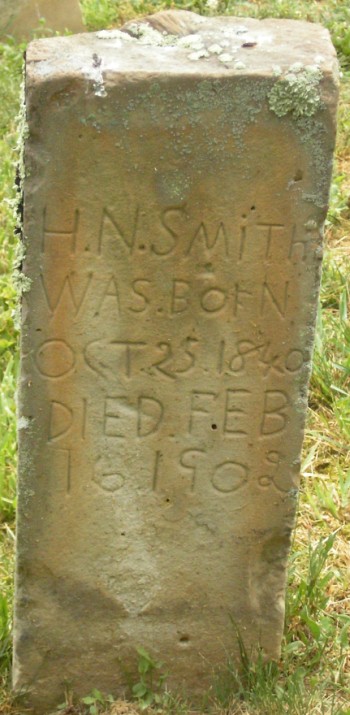 H.N.SMiTh
WAS.BORN.
OCT.25.1840
DIED.FEB
16 1902